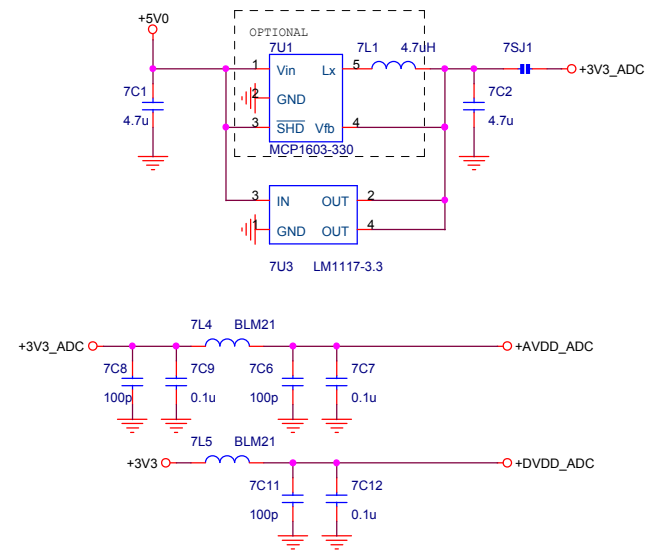 +5V0
OPTIONAL
7U1
7L1 4.7uH
7SJ1
1 Vin Lx 5
+3V3_ADC
7C1
4.7u
2 GND
7C2
4.7u
3 SHD Vfb 4
MCP1603-330
3 IN OUT 2
1 GND OUT 4
7U3 LM1117-3.3
7L4 BLM21
+3V3_ADC
+AVDD_ADC
7C8 7C9 7C6 7C7
100p 0.1u 100p 0.1u
7L5 BLM21
+3V3
+DVDD_ADC
7C11 7C12
100p 0.1u